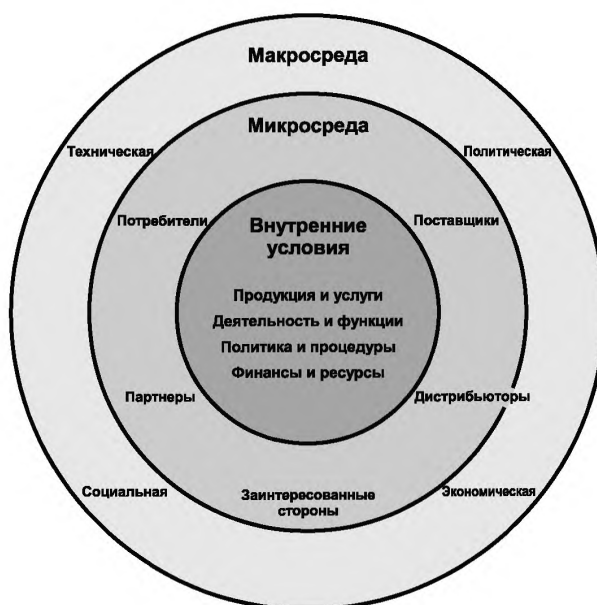 Макросреда
Микросреда
Техническая
Политическая
Потребители
Поставщики
Внутренние
условия
Продукция и услуги
Деятельность и функции
Политика и процедуры
Финансы и ресурсы
Партнеры
Дистрибьюторы
Социальная
Заинтересованные
стороны
Экономическая